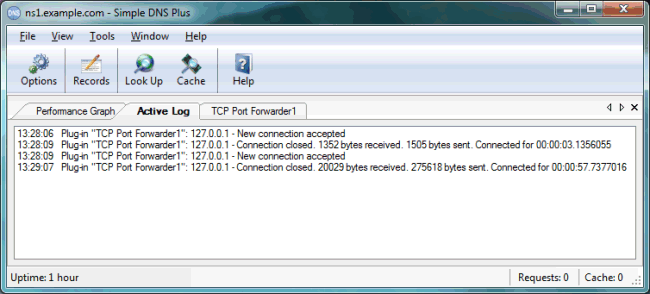 ns1.example.com - Simple DNS Plus
File View Tools Window Help
Options Records Look Up Cache Help
Performance Graph Active Log TCP Port Forwarder1
13:28:06 Plug-in "TCP Port Forwarder1": 127.0.0.1 - New connection accepted
13:28:09 Plug-in "TCP Port Forwarder1": 127.0.0.1 - Connection closed. 1352 bytes received. 1505 bytes sent. Connected for 00:00:03.1356055
13:28:09 Plug-in "TCP Port Forwarder1": 127.0.0.1 - New connection accepted
13:29:07 Plug-in "TCP Port Forwarder1": 127.0.0.1 - Connection closed. 20029 bytes received. 275618 bytes sent. Connected for 00:00:57.7377016
Uptime: 1 hour Requests: 0 Cache: 0